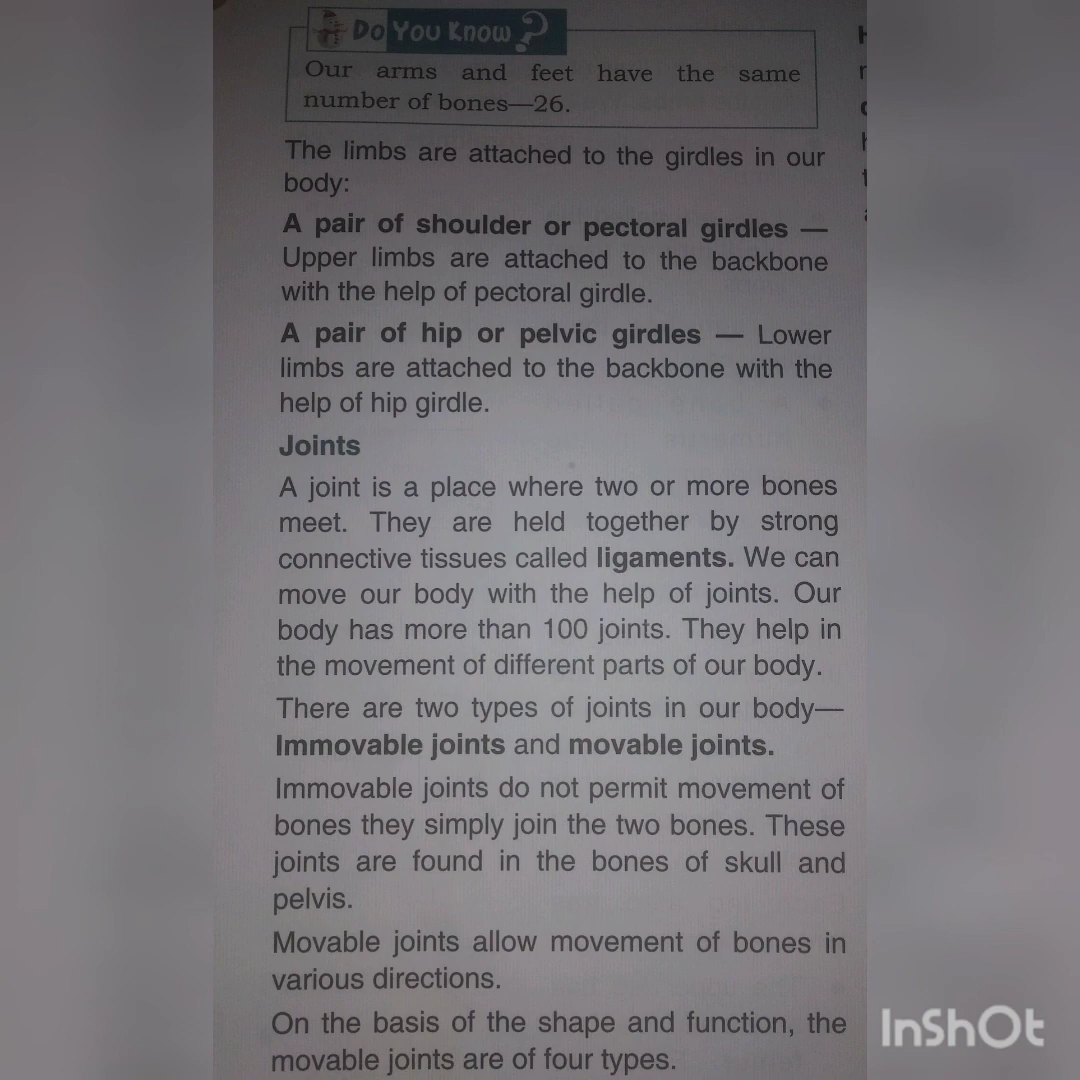 Do You Know?
Our arms and feet have the same
number of bones—26.
The limbs are attached to the girdles in our
body:
A pair of shoulder or pectoral girdles —
Upper limbs are attached to the backbone
with the help of pectoral girdle.
A pair of hip or pelvic girdles — Lower
limbs are attached to the backbone with the
help of hip girdle.
Joints
A joint is a place where two or more bones
meet. They are held together by strong
connective tissues called ligaments. We can
move our body with the help of joints. Our
body has more than 100 joints. They help in
the movement of different parts of our body.
There are two types of joints in our body—
Immovable joints and movable joints.
Immovable joints do not permit movement of
bones they simply join the two bones. These
joints are found in the bones of skull and
pelvis.
Movable joints allow movement of bones in
various directions.
On the basis of the shape and function, the
movable joints are of four types.
InShOt